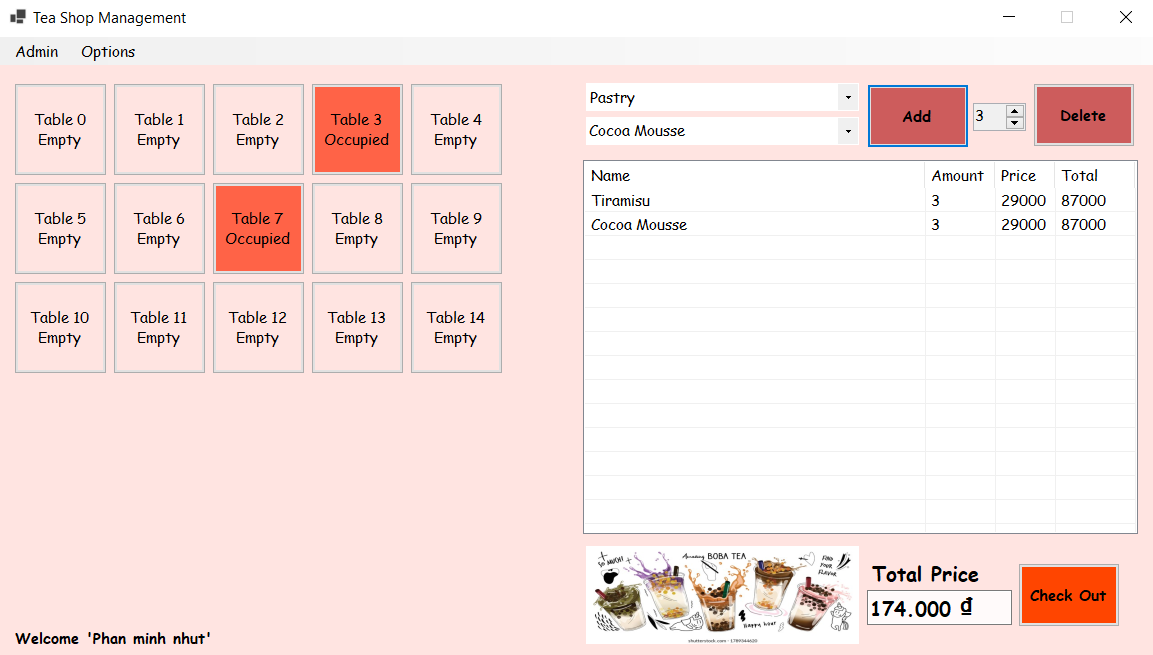 Tea Shop Management
Admin Options
Table 0
Empty
Table 1
Empty
Table 2
Empty
Table 3
Occupied
Table 4
Empty
Table 5
Empty
Table 6
Empty
Table 7
Occupied
Table 8
Empty
Table 9
Empty
Table 10
Empty
Table 11
Empty
Table 12
Empty
Table 13
Empty
Table 14
Empty
Welcome 'Phan minh nhut'
Pastry
Cocoa Mousse
Add
3
Delete
Name Amount Price Total
Tiramisu 3 29000 87000
Cocoa Mousse 3 29000 87000
SO MUCH
Amazing BOBA TEA
FIND
YOUR
FLAVOR
Happy hour
shutterstock.com · 1789344620
Total Price
174.000 ₫
Check Out